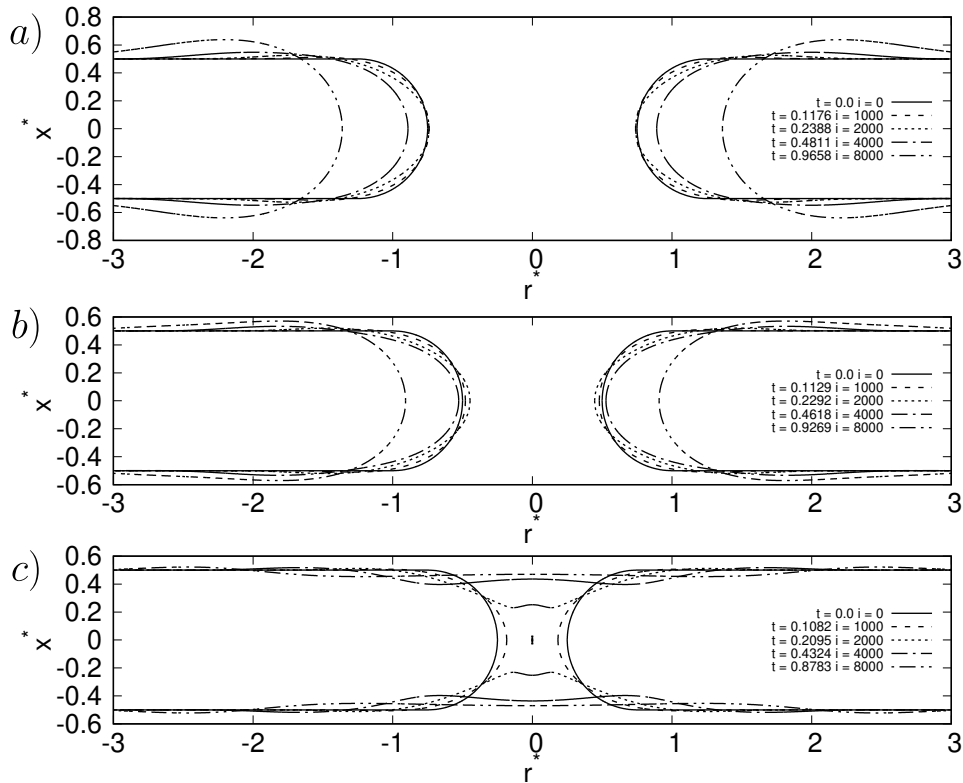 a)
0.8
0.6
0.4
0.2
0
-0.2
-0.4
-0.6
-0.8
x*
t = 0.0 i = 0
t = 0.1176 i = 1000
t = 0.2388 i = 2000
t = 0.4811 i = 4000
t = 0.9658 i = 8000
-3 -2 -1 0 1 2 3
r*
b)
0.6
0.4
0.2
0
-0.2
-0.4
-0.6
x*
t = 0.0 i = 0
t = 0.1129 i = 1000
t = 0.2292 i = 2000
t = 0.4618 i = 4000
t = 0.9269 i = 8000
-3 -2 -1 0 1 2 3
r*
c)
0.6
0.4
0.2
0
-0.2
-0.4
-0.6
x*
t = 0.0 i = 0
t = 0.1082 i = 1000
t = 0.2095 i = 2000
t = 0.4324 i = 4000
t = 0.8783 i = 8000
-3 -2 -1 0 1 2 3
r*